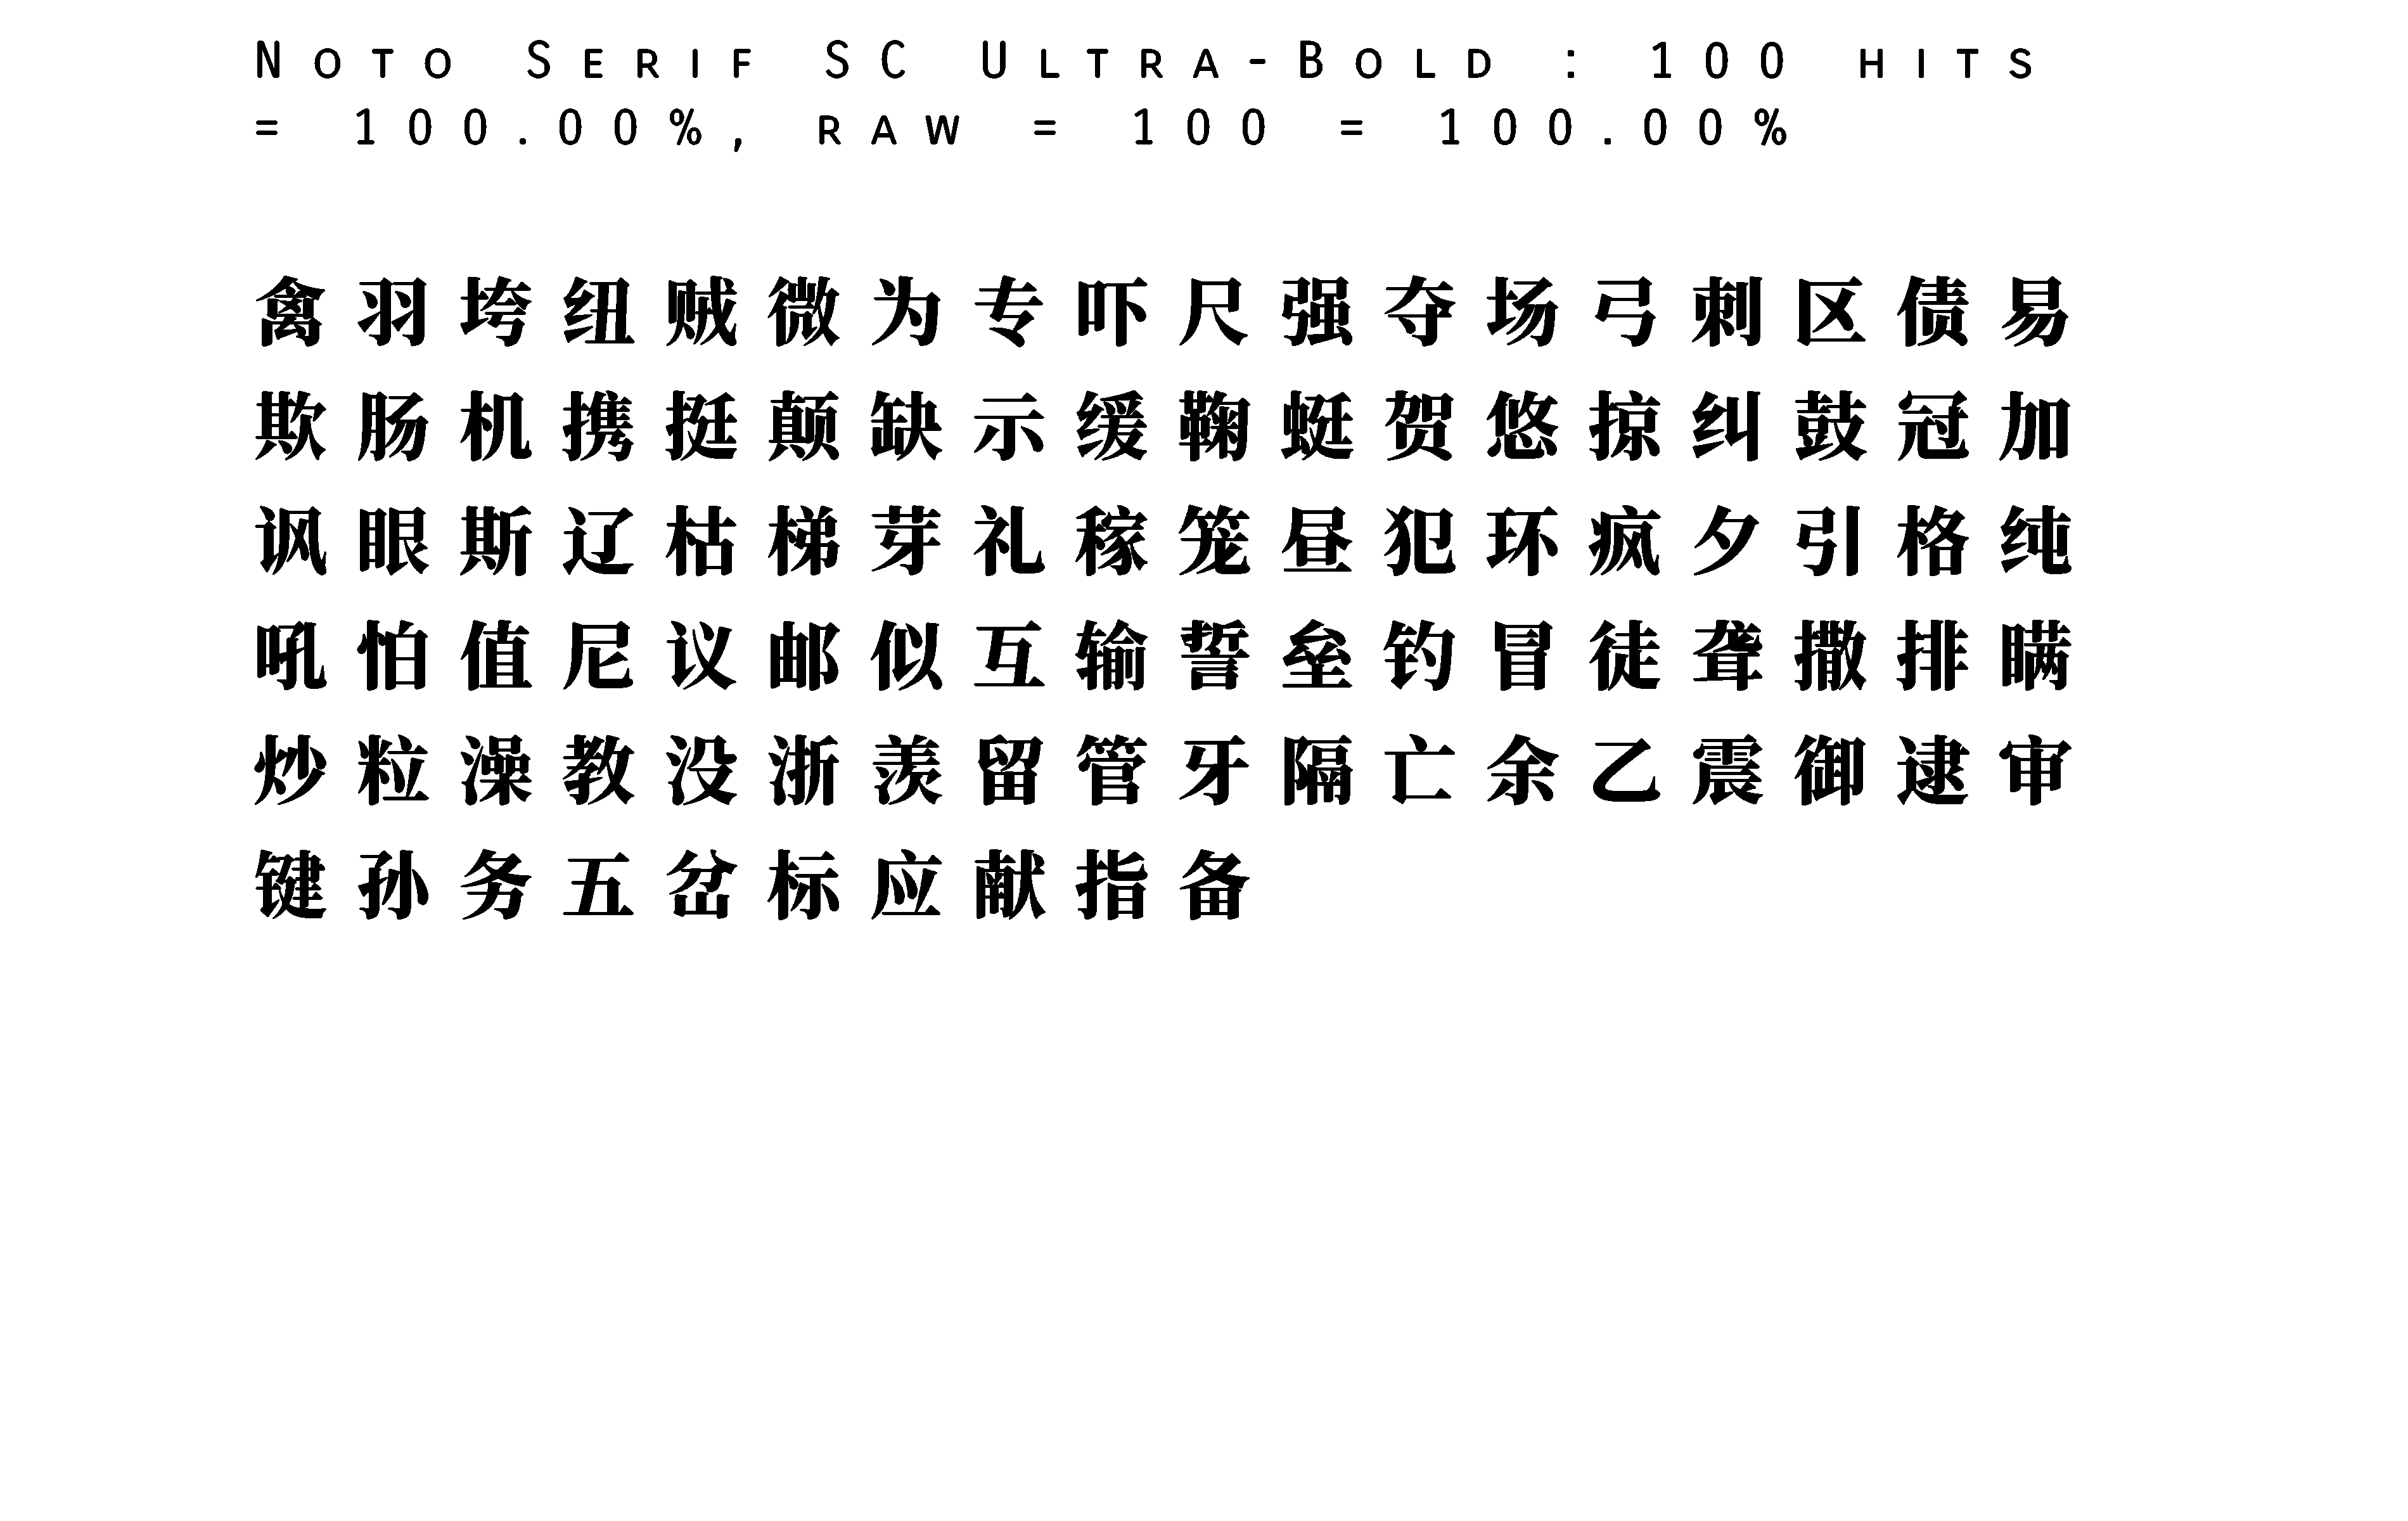 Noto Serif SC Ultra-Bold : 100 hits
= 100.00%, raw = 100 = 100.00%
禽羽垮纽贼微为专吓尺强夺场弓刺区债易
欺肠机携挺颠缺示缓鞠蜓贺悠掠纠鼓冠加
讽眼斯辽枯梯芽礼稼笼昼犯环疯夕引格纯
吼怕值尼议邮似互输誓垒钓冒徒聋撒排瞒
炒粒澡教没浙羡留管牙隔亡余乙震御逮审
键孙务五岔标应献指备